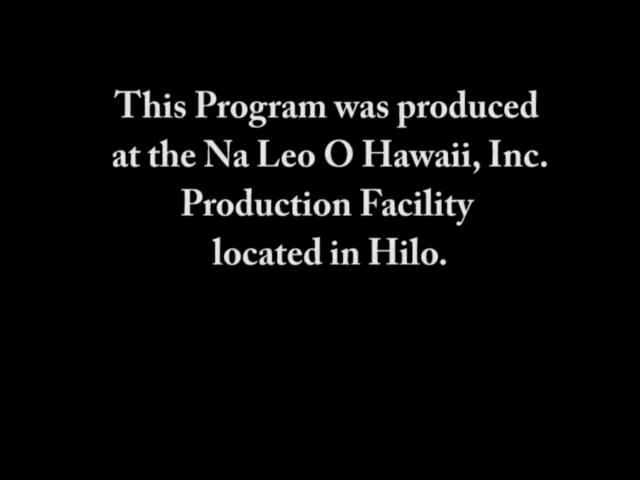 This Program was produced
at the Na Leo O Hawaii, Inc.
Production Facility
located in Hilo.